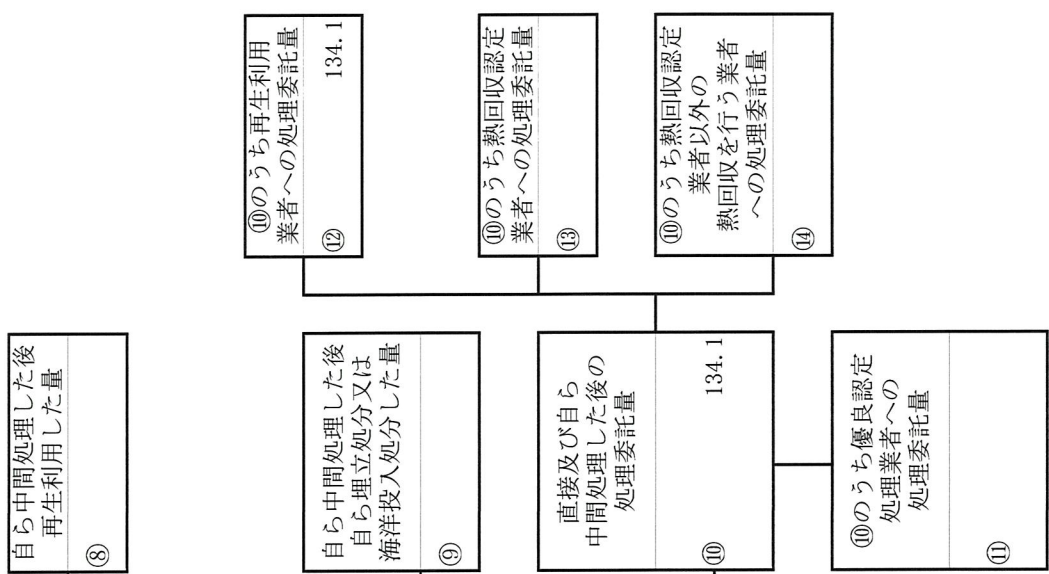 自ら中間処理した後
再生利用した量
⑧
自ら中間処理した後
自ら埋立処分又は
海洋投入処分した量
⑨
直接及び自ら
中間処理した後の
処理委託量
⑩
134.1
⑩のうち優良認定
処理業者への
処理委託量
⑪
⑩のうち再生利用
業者への処理委託量
⑫
134.1
⑩のうち熱回収認定
業者への処理委託量
⑬
⑩のうち熱回収認定
業者以外の
熱回収を行う業者
への処理委託量
⑭